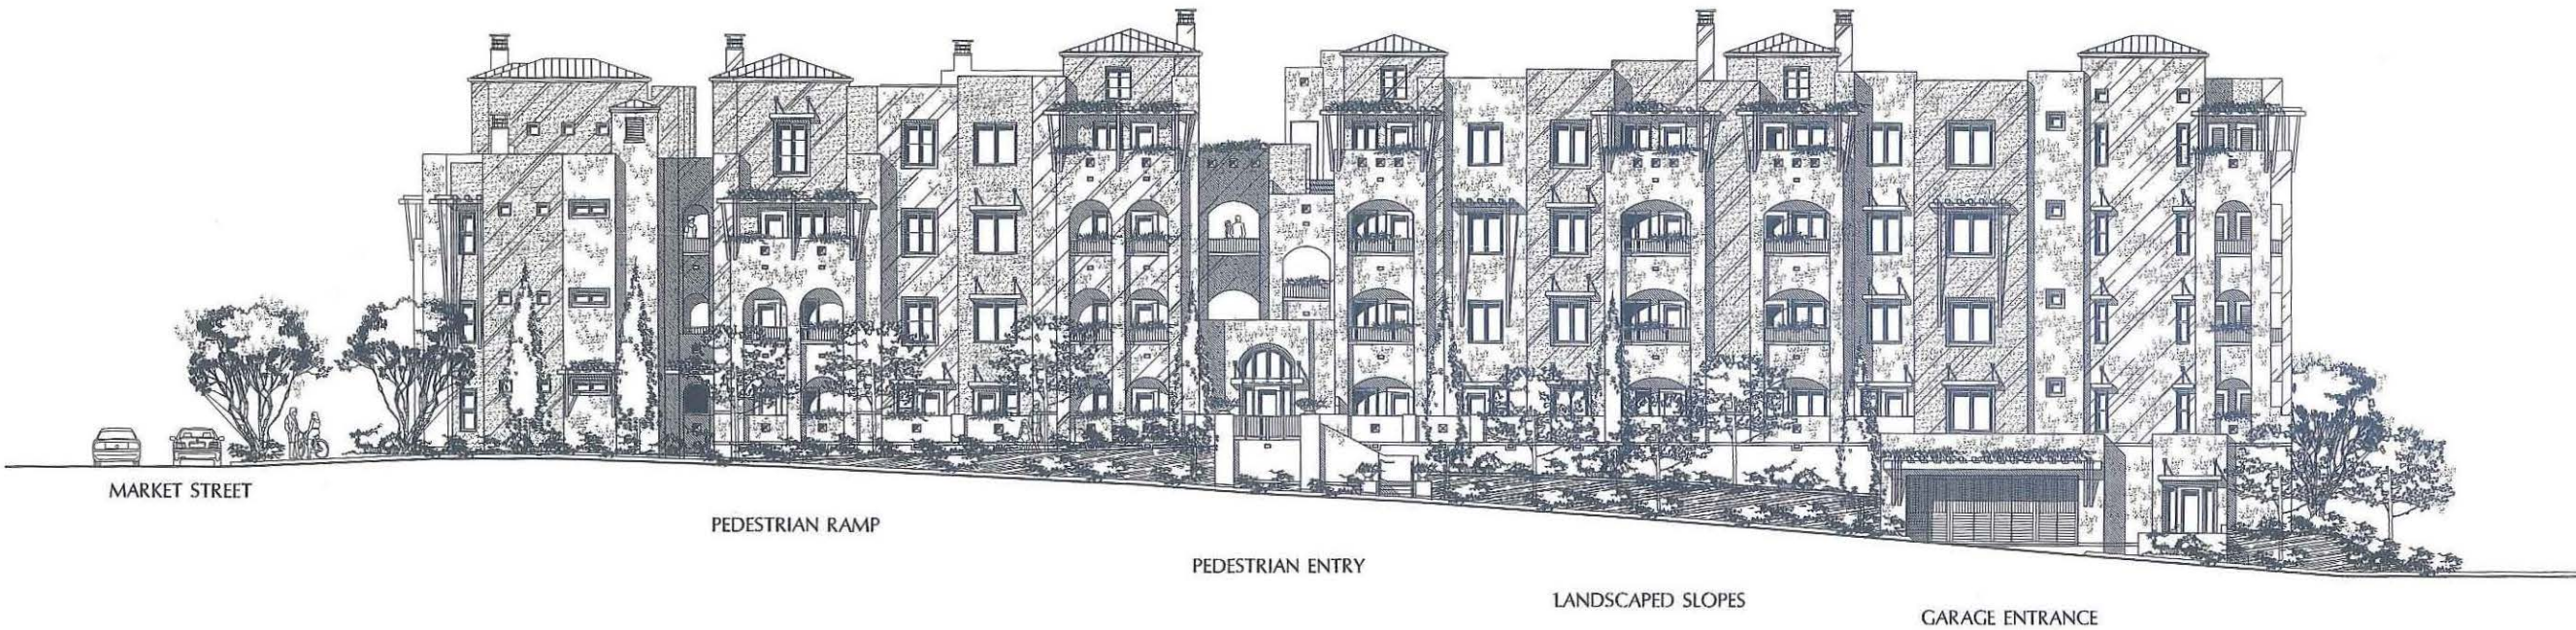 MARKET STREET
PEDESTRIAN RAMP
PEDESTRIAN ENTRY
LANDSCAPED SLOPES
GARAGE ENTRANCE